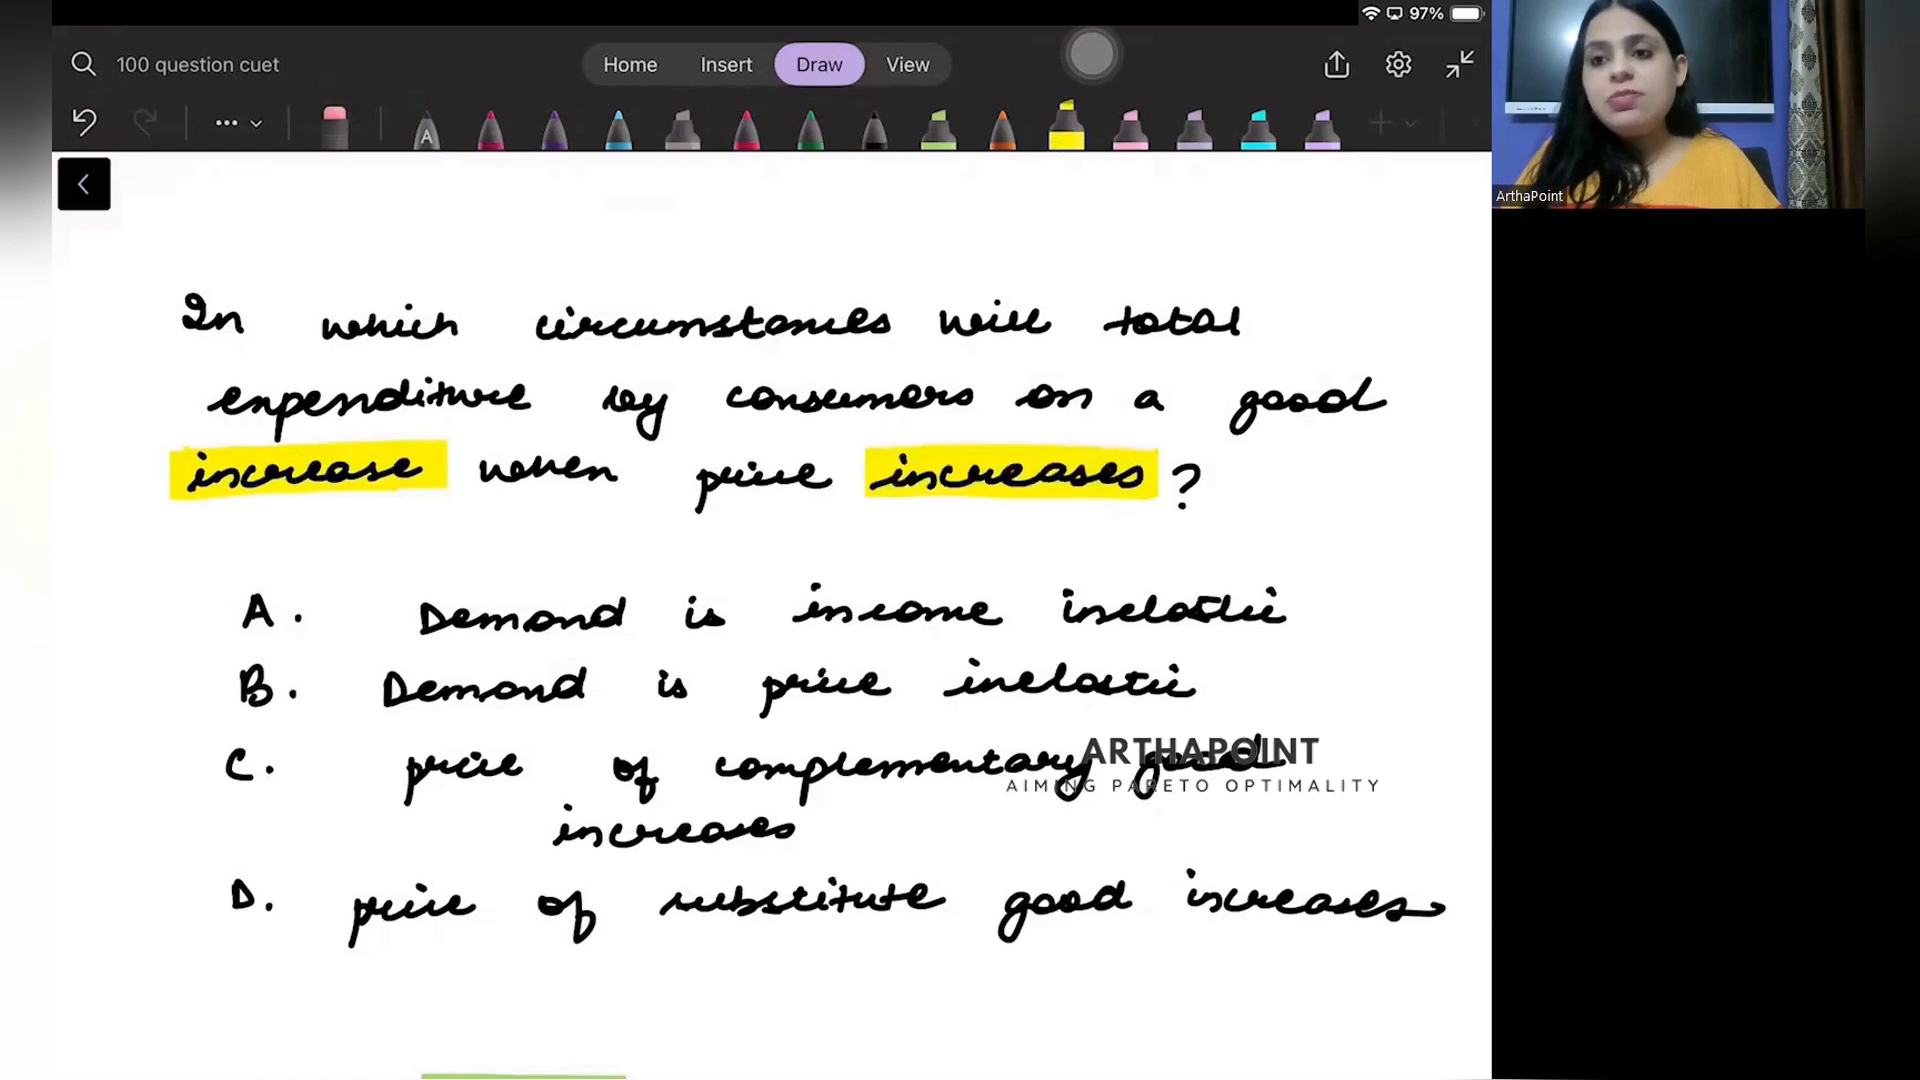 97%
100 question cuet
Home Insert Draw View
A
ArthaPoint
In which circumstances will total
expenditure by consumers on a good
increase when price increases?
A. Demand is income inelastic
B. Demand is price inelastic
C. price of complementary good
increases
D. price of substitute good increases
ARTHAPOINT
AIMING PARETO OPTIMALITY